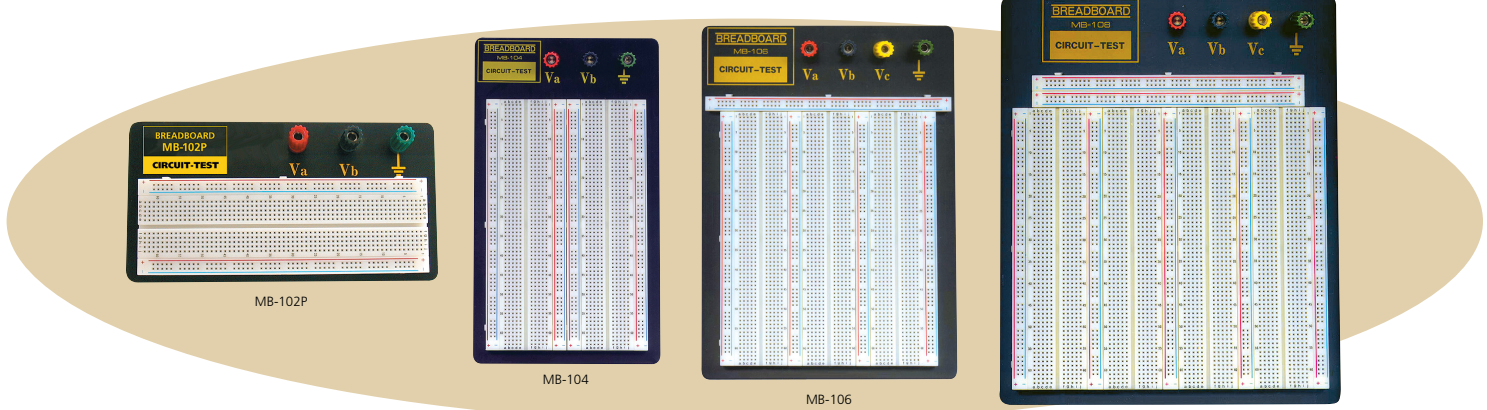 BREADBOARD
MB-102P
CIRCUIT-TEST
Va
Vb
MB-102P
BREADBOARD
MB-104
CIRCUIT-TEST
Va
Vb
MB-104
BREADBOARD
MB-106
CIRCUIT-TEST
Va
Vb
Vc
MB-106
BREADBOARD
MB-108
CIRCUIT-TEST
Va
Vb
Vc